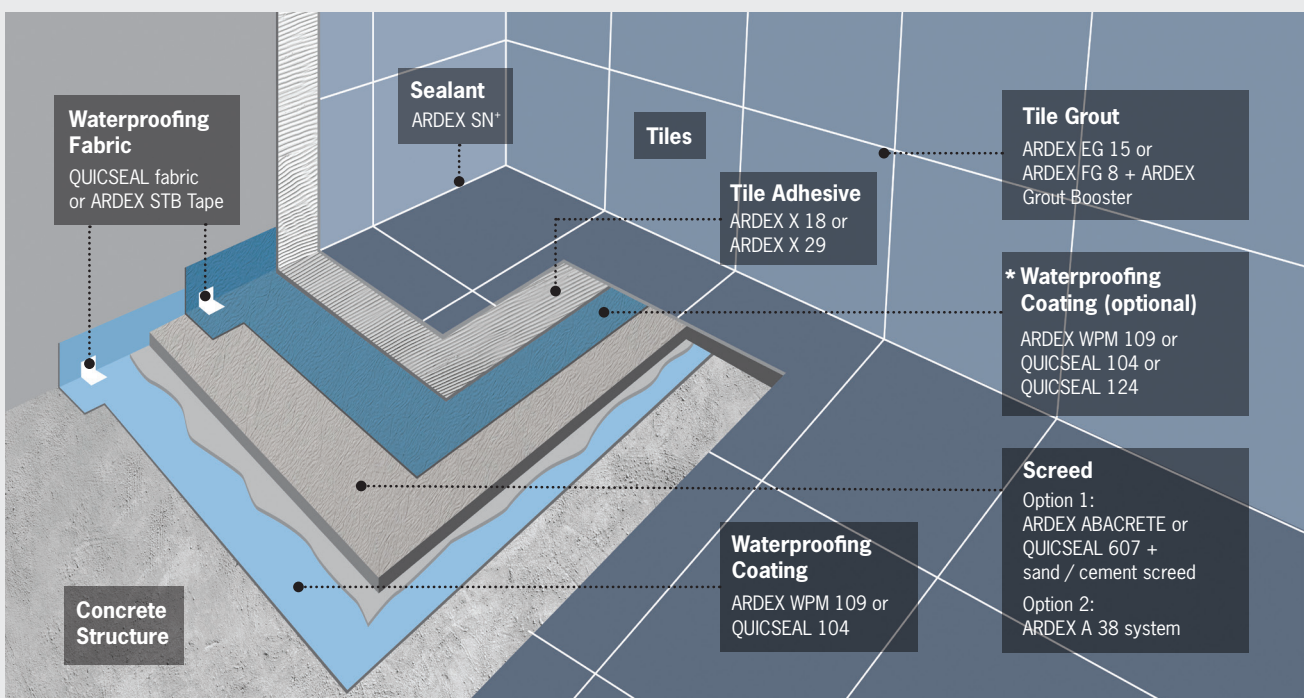 Waterproofing
Fabric
QUICSEAL fabric
or ARDEX STB Tape
Sealant
ARDEX SN⁺
Tiles
Tile Adhesive
ARDEX X 18 or
ARDEX X 29
Tile Grout
ARDEX EG 15 or
ARDEX FG 8 + ARDEX
Grout Booster
* Waterproofing
Coating (optional)
ARDEX WPM 109 or
QUICSEAL 104 or
QUICSEAL 124
Screed
Option 1:
ARDEX ABACRETE or
QUICSEAL 607 +
sand / cement screed
Option 2:
ARDEX A 38 system
Waterproofing
Coating
ARDEX WPM 109 or
QUICSEAL 104
Concrete
Structure